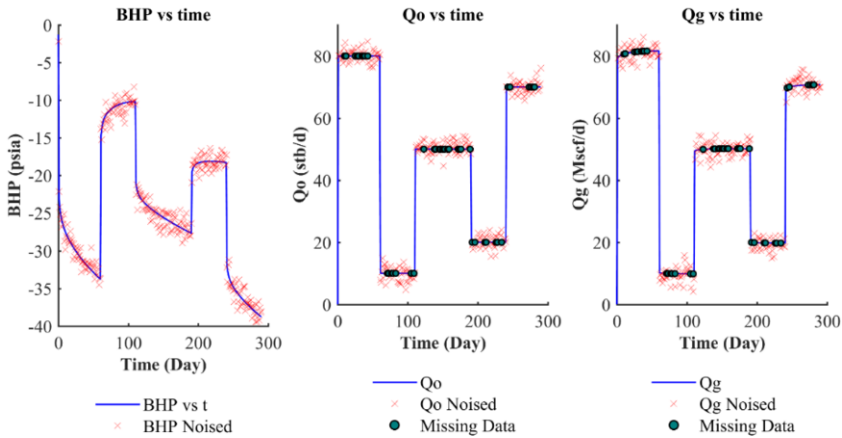 BHP vs time
0
-5
-10
-15
-20
-25
-30
-35
-40
BHP (psia)
0
100
200
300
Time (Day)
BHP vs t
BHP Noised
Qo vs time
80
60
40
20
0
Qo (stb/d)
0
100
200
300
Time (Day)
Qo
Qo Noised
Missing Data
Qg vs time
80
60
40
20
0
Qg (Mscf/d)
0
100
200
300
Time (Day)
Qg
Qg Noised
Missing Data